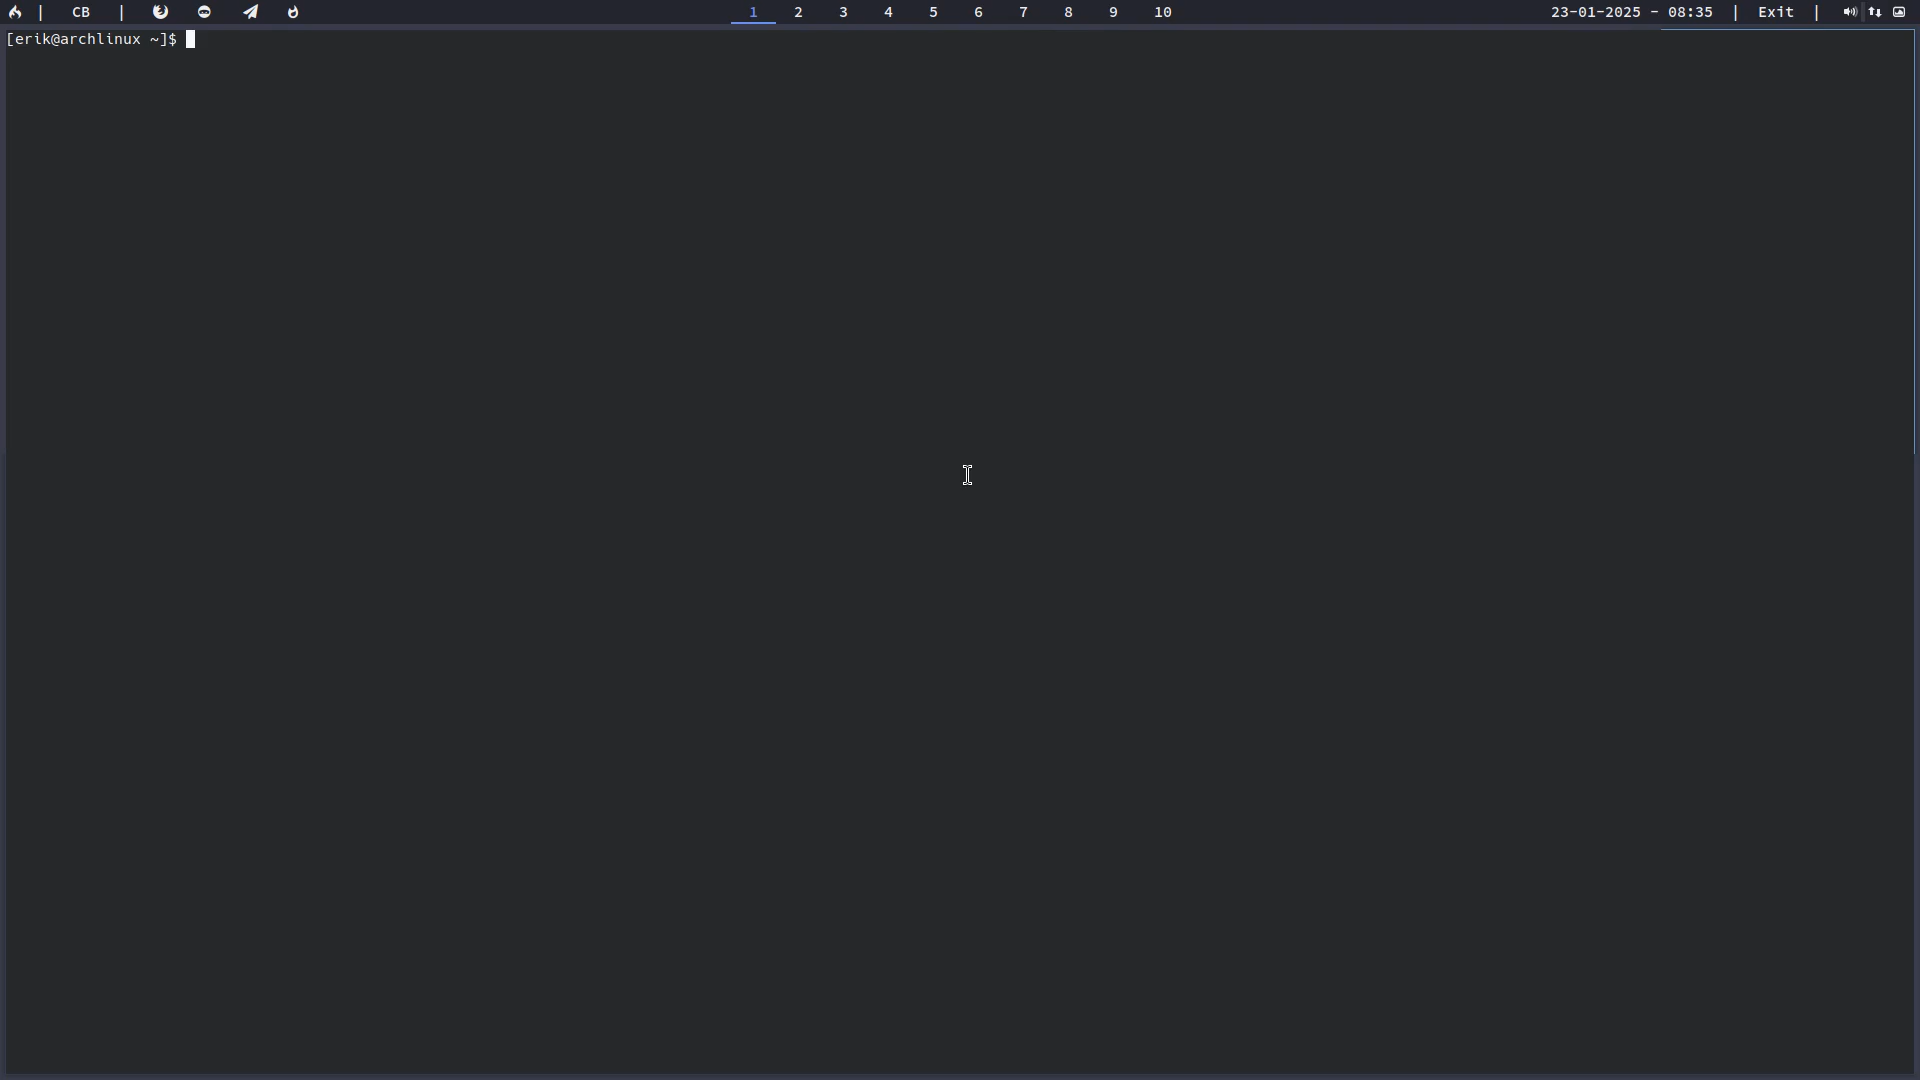 | CB | 1 2 3 4 5 6 7 8 9 10 23-01-2025 - 08:35 | Exit |
[erik@archlinux ~]$